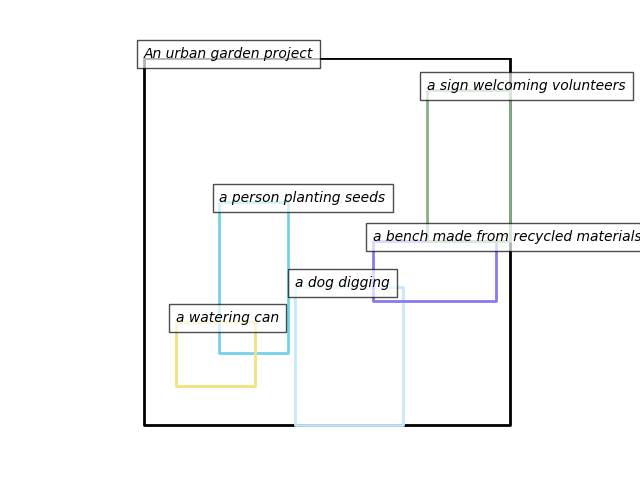 An urban garden project
a sign welcoming volunteers
a person planting seeds
a bench made from recycled materials
a dog digging
a watering can